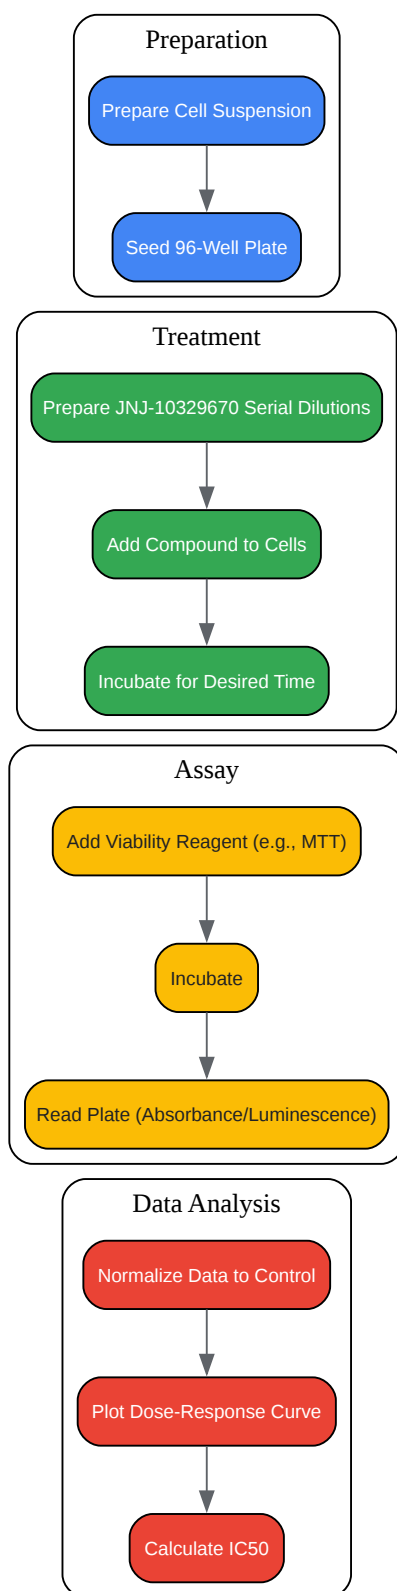 Preparation
Prepare Cell Suspension
Seed 96-Well Plate
Treatment
Prepare JNJ-10329670 Serial Dilutions
Add Compound to Cells
Incubate for Desired Time
Assay
Add Viability Reagent (e.g., MTT)
Incubate
Read Plate (Absorbance/Luminescence)
Data Analysis
Normalize Data to Control
Plot Dose-Response Curve
Calculate IC50